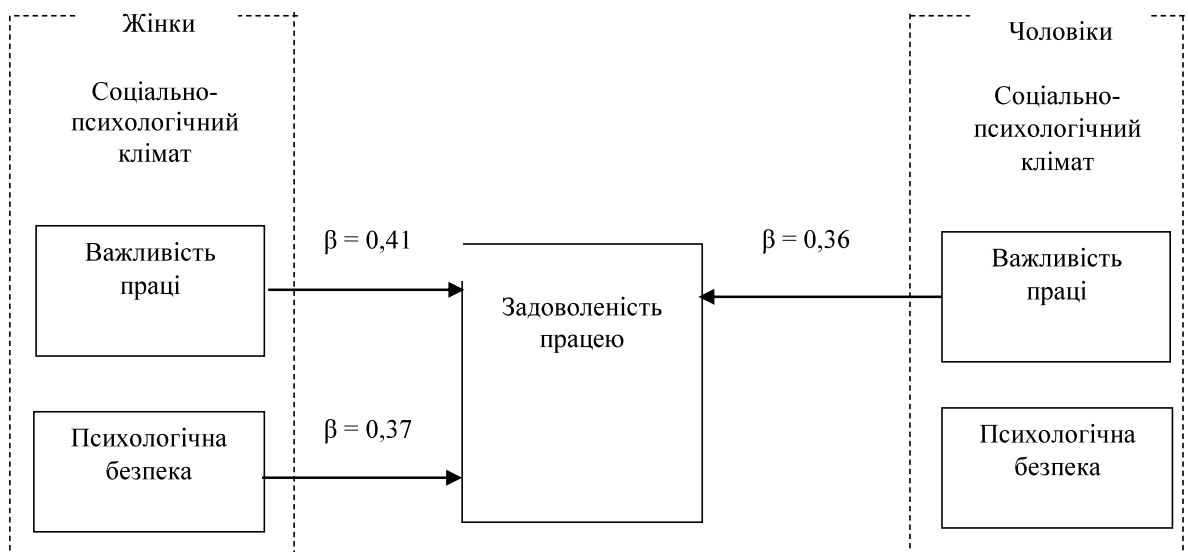 Жінки
Соціально-
психологічний
клімат
Важливість
праці
Психологічна
безпека
β = 0,41
β = 0,37
Задоволеність
працею
β = 0,36
Чоловіки
Соціально-
психологічний
клімат
Важливість
праці
Психологічна
безпека